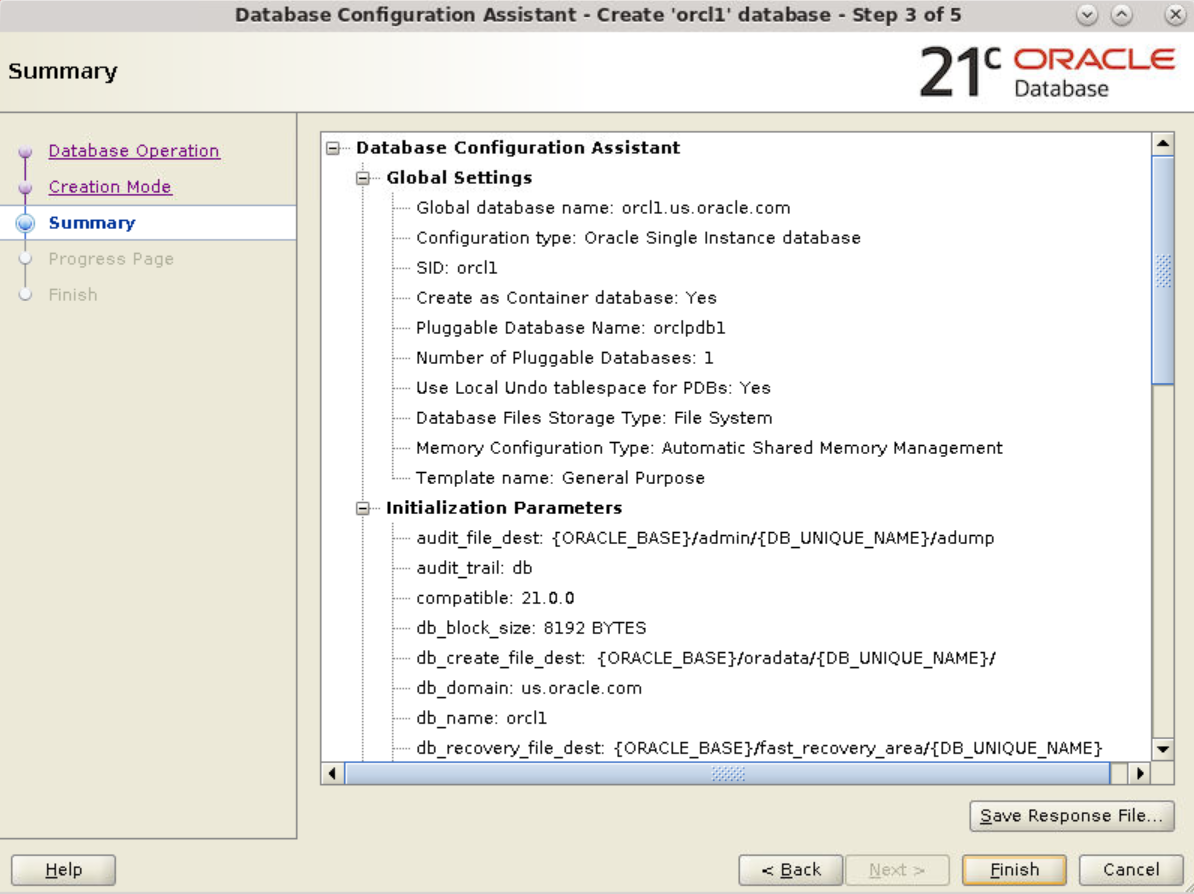 Database Configuration Assistant - Create 'orcl1' database - Step 3 of 5
Summary
21c ORACLE
Database
Database Operation
Creation Mode
Summary
Progress Page
Finish
Database Configuration Assistant
Global Settings
Global database name: orcl1.us.oracle.com
Configuration type: Oracle Single Instance database
SID: orcl1
Create as Container database: Yes
Pluggable Database Name: orclpdb1
Number of Pluggable Databases: 1
Use Local Undo tablespace for PDBs: Yes
Database Files Storage Type: File System
Memory Configuration Type: Automatic Shared Memory Management
Template name: General Purpose
Initialization Parameters
audit_file_dest: {ORACLE_BASE}/admin/{DB_UNIQUE_NAME}/adump
audit_trail: db
compatible: 21.0.0
db_block_size: 8192 BYTES
db_create_file_dest: {ORACLE_BASE}/oradata/{DB_UNIQUE_NAME}/
db_domain: us.oracle.com
db_name: orcl1
db_recovery_file_dest: {ORACLE_BASE}/fast_recovery_area/{DB_UNIQUE_NAME}
Save Response File...
Help
< Back
Next >
Finish
Cancel